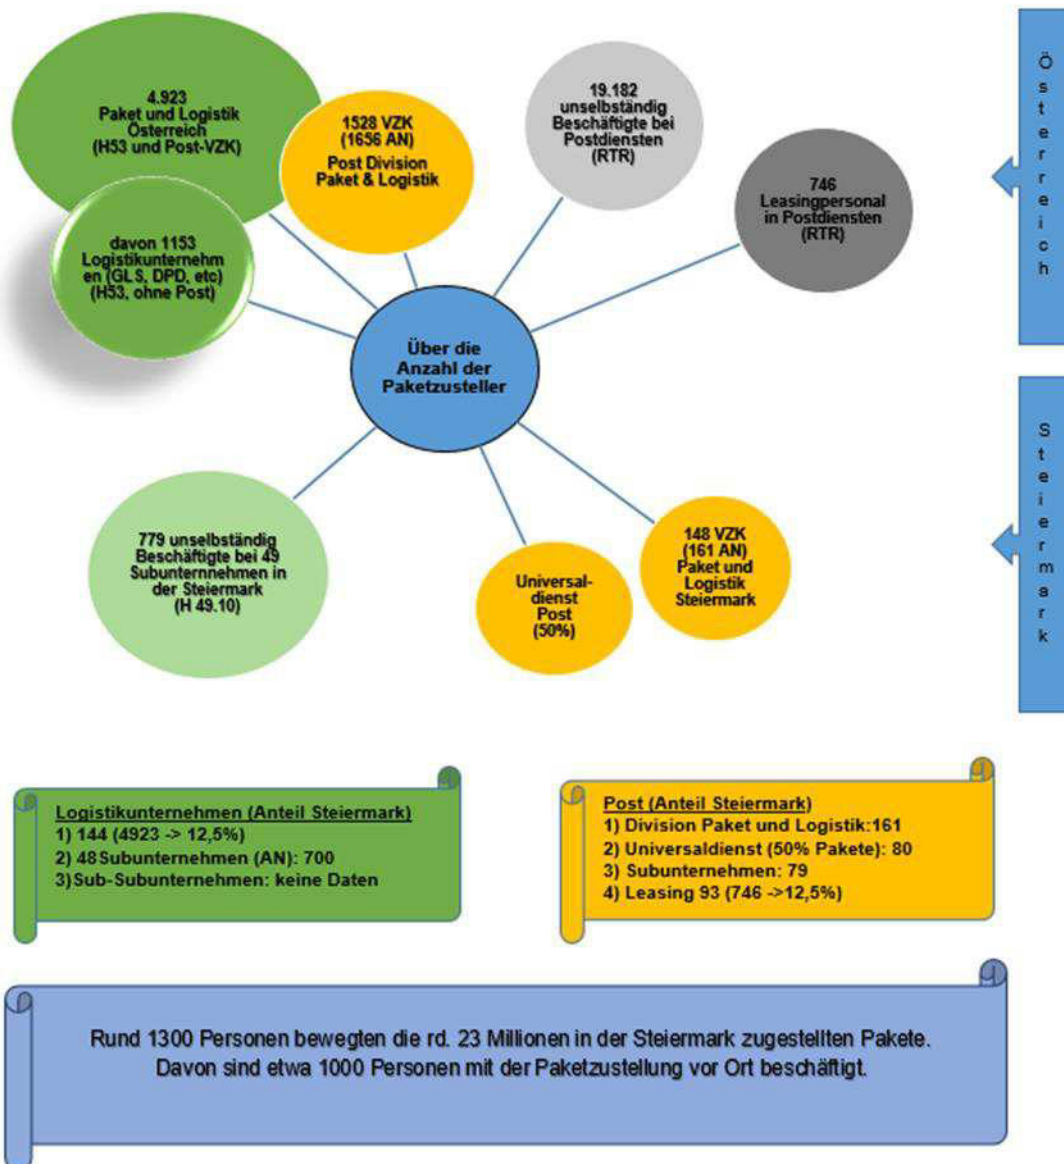 4.923
Paket und Logistik
Österreich
(H53 und Post-VZK)
1528 VZK
(1656 AN)
Post Division
Paket & Logistik
19.182
unselbständig
Beschäftigte bei
Postdiensten
(RTR)
746
Leasingpersonal
in Postdiensten
(RTR)
davon 1153
Logistikunternehm
en (GLS, DPD, etc)
(H53, ohne Post)
Über die
Anzahl der
Paketzusteller
Österreich
779 unselbständig
Beschäftigte bei 49
Subunternnehmen in
der Steiermark
(H 49.10)
Universal-
dienst
Post
(50%)
148 VZK
(161 AN)
Paket und
Logistik
Steiermark
Steiermark
Logistikunternehmen (Anteil Steiermark)
1) 144 (4923 -> 12,5%)
2) 48Subunternehmen (AN): 700
3)Sub-Subunternehmen: keine Daten
Post (Anteil Steiermark)
1) Division Paket und Logistik:161
2) Universaldienst (50% Pakete): 80
3) Subunternehmen: 79
4) Leasing 93 (746 ->12,5%)
Rund 1300 Personen bewegten die rd. 23 Millionen in der Steiermark zugestellten Pakete.
Davon sind etwa 1000 Personen mit der Paketzustellung vor Ort beschäftigt.